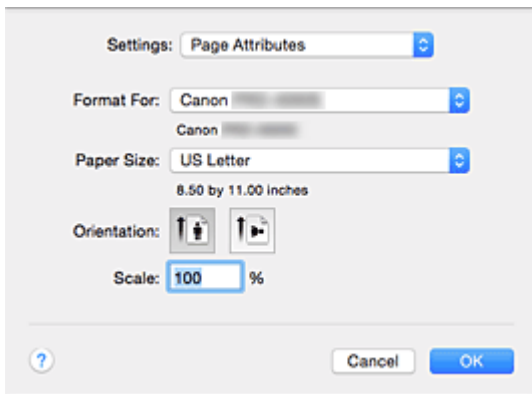 Settings: Page Attributes
Format For: Canon
Canon
Paper Size: US Letter
8.50 by 11.00 inches
Orientation:
Scale: 100 %
? Cancel OK